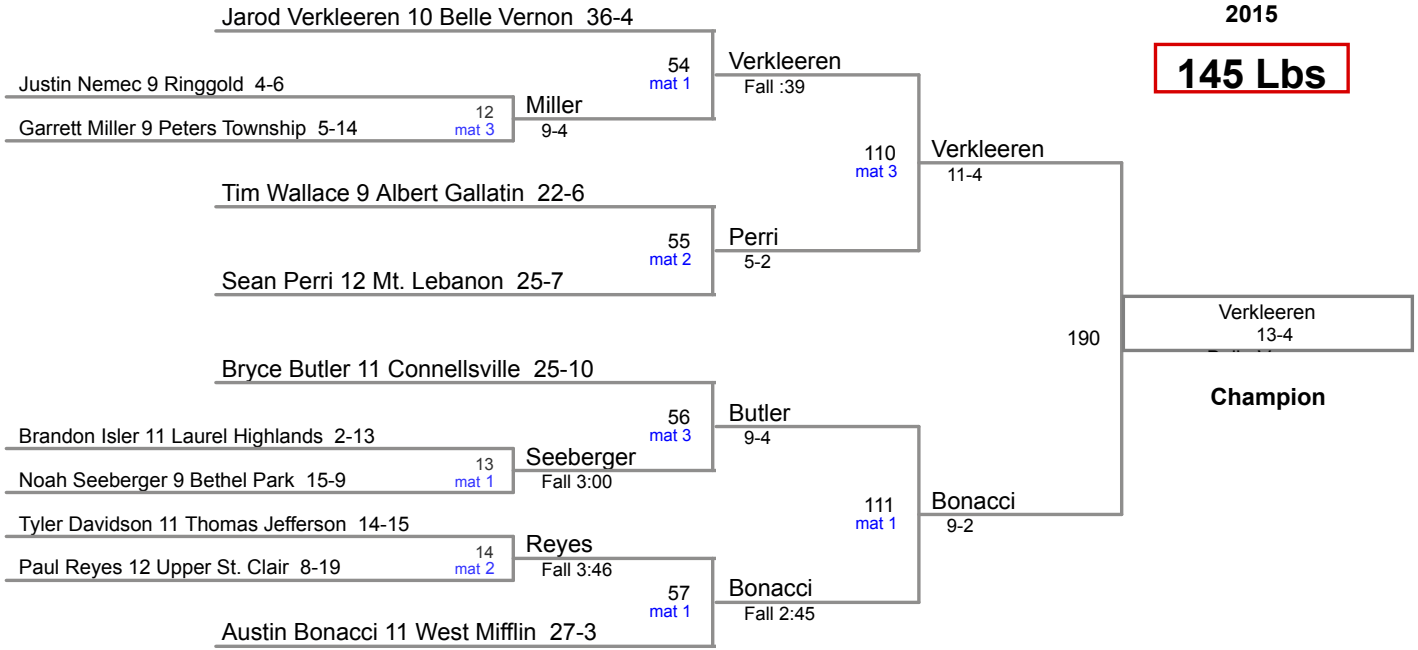 2015
145 Lbs
Jarod Verkleeren 10 Belle Vernon 36-4
54
mat 1
Verkleeren
Fall :39
Justin Nemec 9 Ringgold 4-6
12
mat 3
Miller
9-4
Garrett Miller 9 Peters Township 5-14
110
mat 3
Verkleeren
11-4
Tim Wallace 9 Albert Gallatin 22-6
55
mat 2
Perri
5-2
Sean Perri 12 Mt. Lebanon 25-7
190
Verkleeren
13-4
Champion
Bryce Butler 11 Connellsville 25-10
56
mat 3
Butler
9-4
Brandon Isler 11 Laurel Highlands 2-13
13
mat 1
Seeberger
Fall 3:00
Noah Seeberger 9 Bethel Park 15-9
111
mat 1
Bonacci
9-2
Tyler Davidson 11 Thomas Jefferson 14-15
14
mat 2
Reyes
Fall 3:46
Paul Reyes 12 Upper St. Clair 8-19
57
mat 1
Bonacci
Fall 2:45
Austin Bonacci 11 West Mifflin 27-3